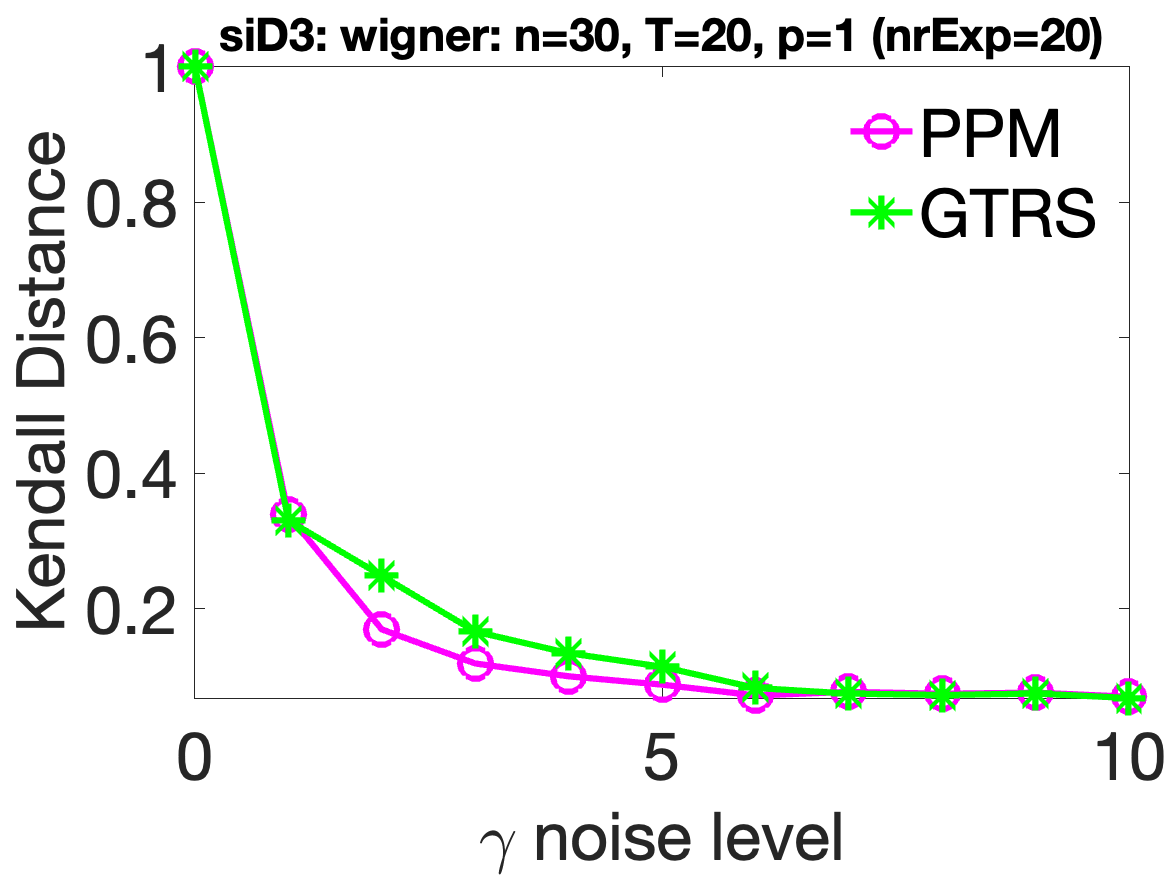 siD3: wigner: n=30, T=20, p=1 (nrExp=20)
PPM
GTRS
Kendall Distance
1
0.8
0.6
0.4
0.2
0 5 10
γ noise level